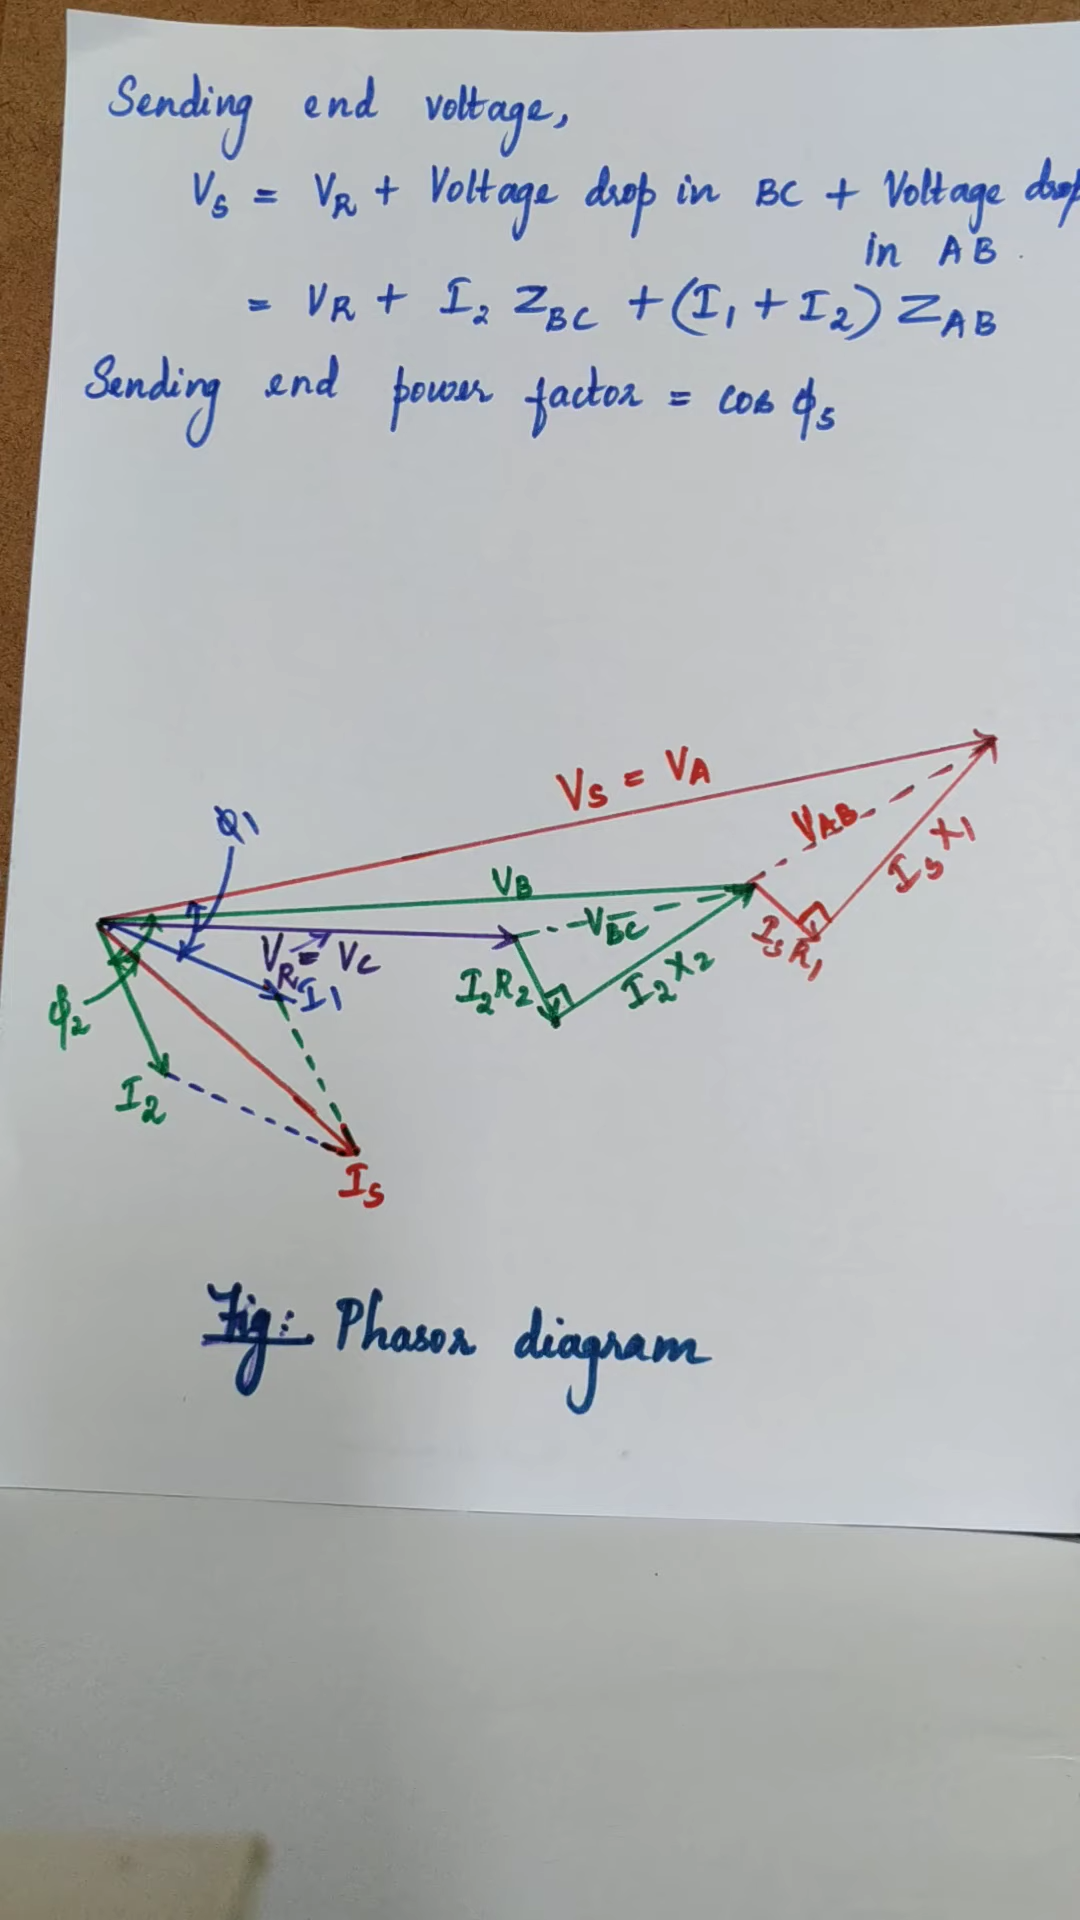 Sending end voltage,
VS = VR + Voltage drop in BC + Voltage drop
in AB
= VR + I2 ZBC + (I1 + I2) ZAB
Sending end power factor = cos ϕS
VS = VA
VAB
ISX1
ISR1
ϕ1
VB
VBC
VR = VC
I2R2
I2X2
I1
ϕ2
I2
IS
Fig: Phasor diagram